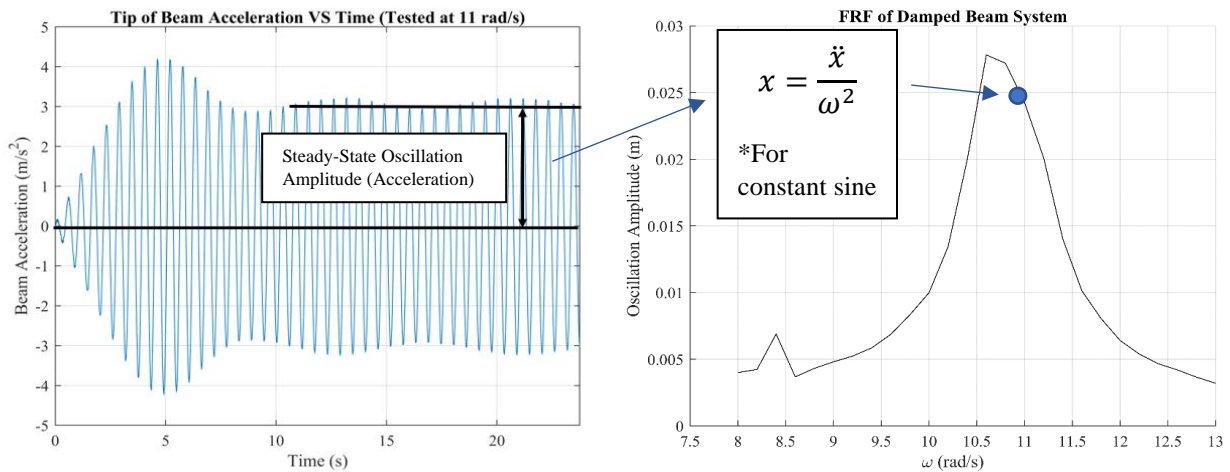 Tip of Beam Acceleration VS Time (Tested at 11 rad/s)
Beam Acceleration (m/s²)
5
4
3
2
1
0
-1
-2
-3
-4
-5
Steady-State Oscillation
Amplitude (Acceleration)
0 5 10 15 20
Time (s)
FRF of Damped Beam System
Oscillation Amplitude (m)
0.03
0.025
0.02
0.015
0.01
0.005
0
x = ẍ / ω²
*For
constant sine
7.5 8 8.5 9 9.5 10 10.5 11 11.5 12 12.5 13
ω (rad/s)